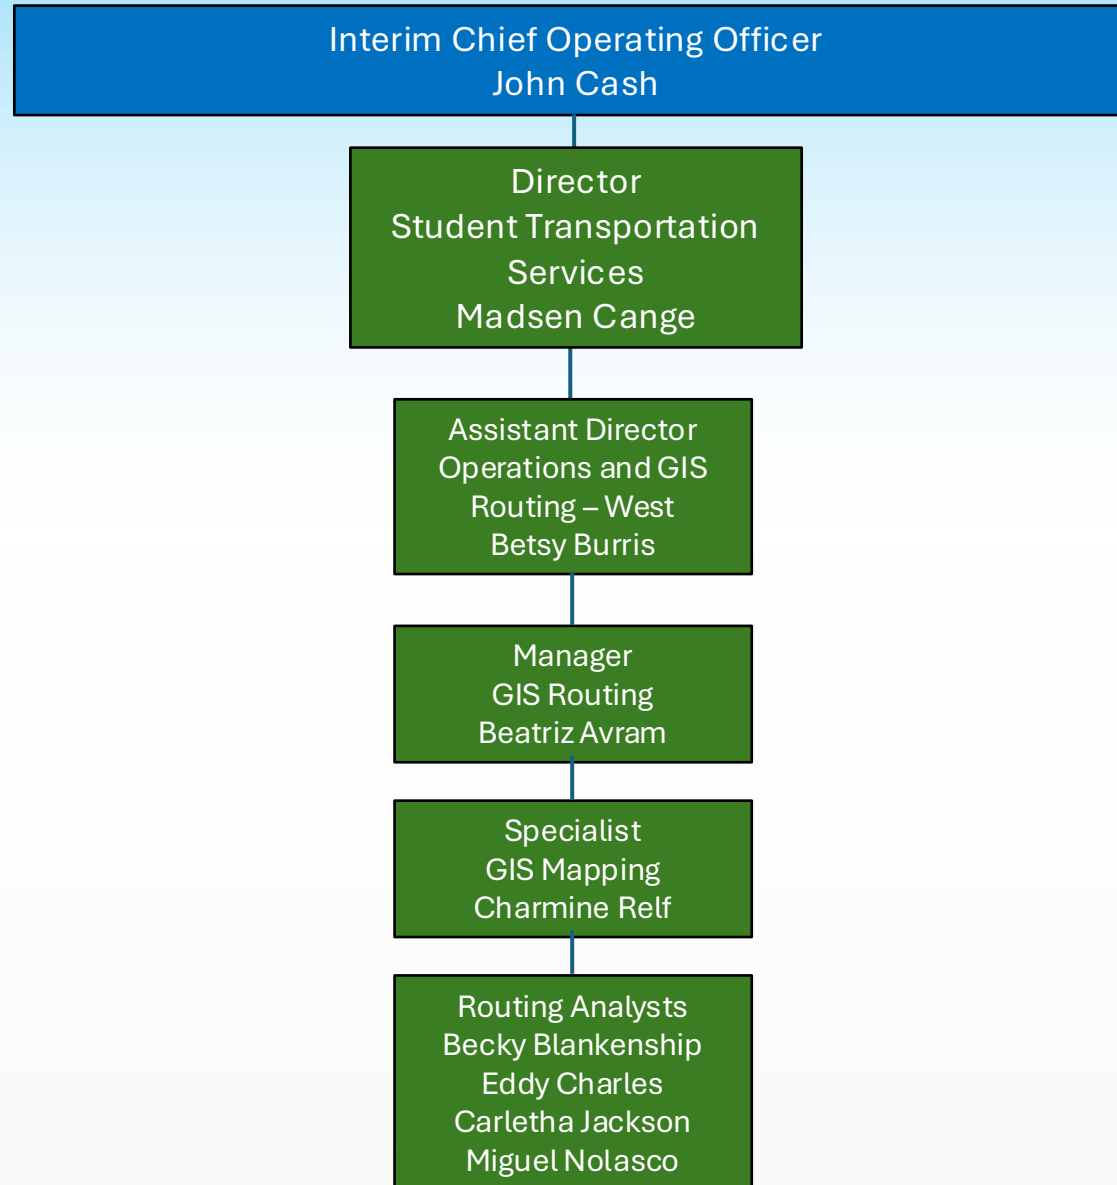 Interim Chief Operating Officer
John Cash
Director
Student Transportation
Services
Madsen Cange
Assistant Director
Operations and GIS
Routing – West
Betsy Burris
Manager
GIS Routing
Beatriz Avram
Specialist
GIS Mapping
Charmine Relf
Routing Analysts
Becky Blankenship
Eddy Charles
Carletha Jackson
Miguel Nolasco